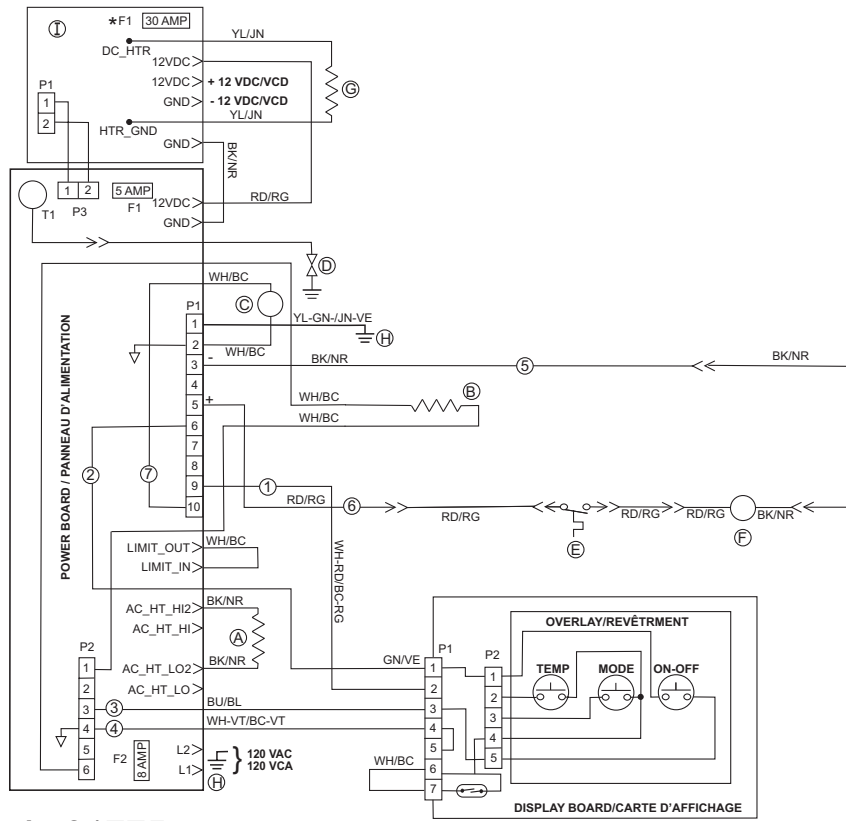 I
*F1 30 AMP
YL/JN
DC_HTR
12VDC
P1
12VDC + 12 VDC/VCD
G
1
GND - 12 VDC/VCD
2
YL/JN
HTR_GND
GND
BK/NR
1 2
5 AMP
12VDC
RD/RG
T1
P3
F1
GND
D
WH/BC
C
P1
1
YL-GN-/JN-VE
H
2
WH/BC
3
-
BK/NR
5
BK/NR
4
WH/BC
B
5
+
WH/BC
6
7
8
2
7
9
1
10
RD/RG
6
RD/RG
RD/RG
RD/RG
BK/NR
E
F
POWER BOARD / PANNEAU D'ALIMENTATION
WH-RD/BC-RG
LIMIT_OUT
WH/BC
LIMIT_IN
AC_HT_HI2
BK/NR
AC_HT_HI
A
OVERLAY/REVÊTRMENT
P2
P1
P2
1
AC_HT_LO2
BK/NR
GN/VE
1
1
TEMP
MODE
ON-OFF
2
AC_HT_LO
2
2
3
3
BU/BL
3
3
4
4
WH-VT/BC-VT
4
4
5
5
5
6
F2
8 AMP
L2
L1
H
120 VAC
120 VCA
WH/BC
6
7
DISPLAY BOARD/CARTE D'AFFICHAGE